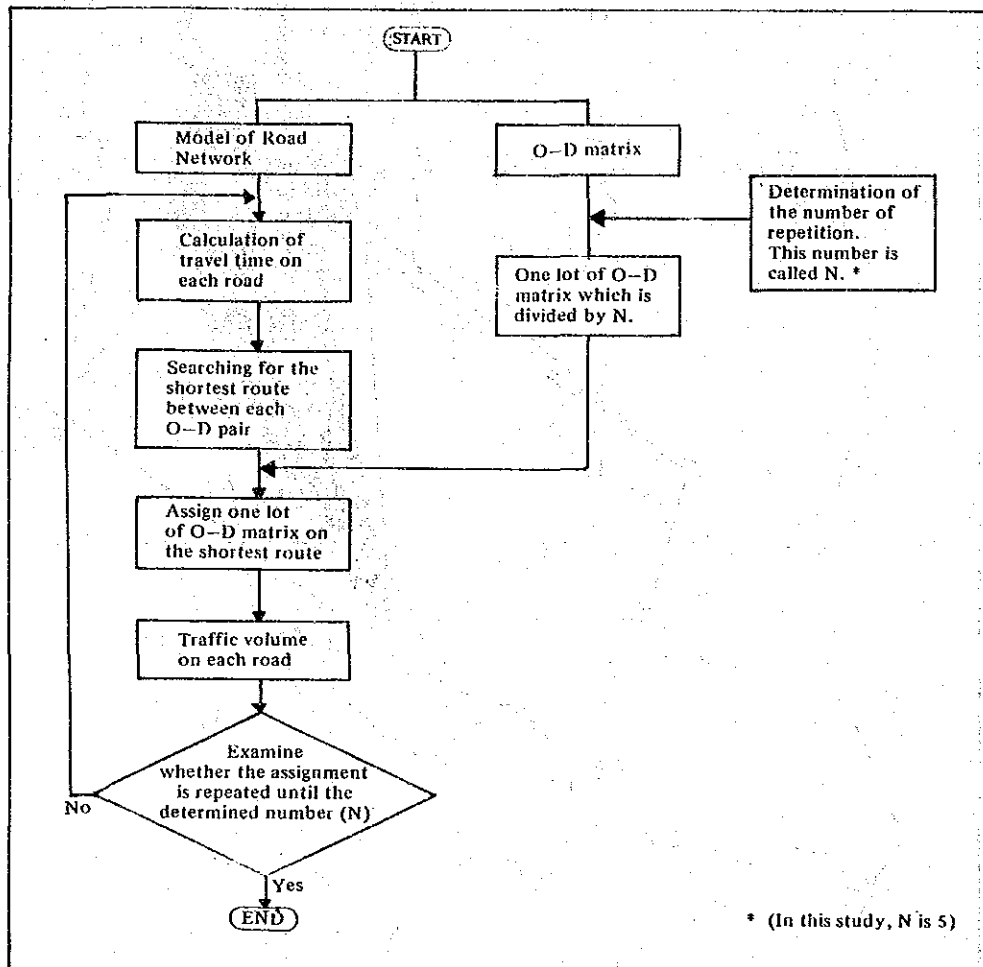 START
Model of Road
Network
O-D matrix
Determination of
the number of
repetition.
This number is
called N. *
Calculation of
travel time on
each road
One lot of O-D
matrix which is
divided by N.
Searching for the
shortest route
between each
O-D pair
Assign one lot
of O-D matrix on
the shortest route
Traffic volume
on each road
Examine
whether the assignment
is repeated until the
determined number (N)
No
Yes
END
* (In this study, N is 5)